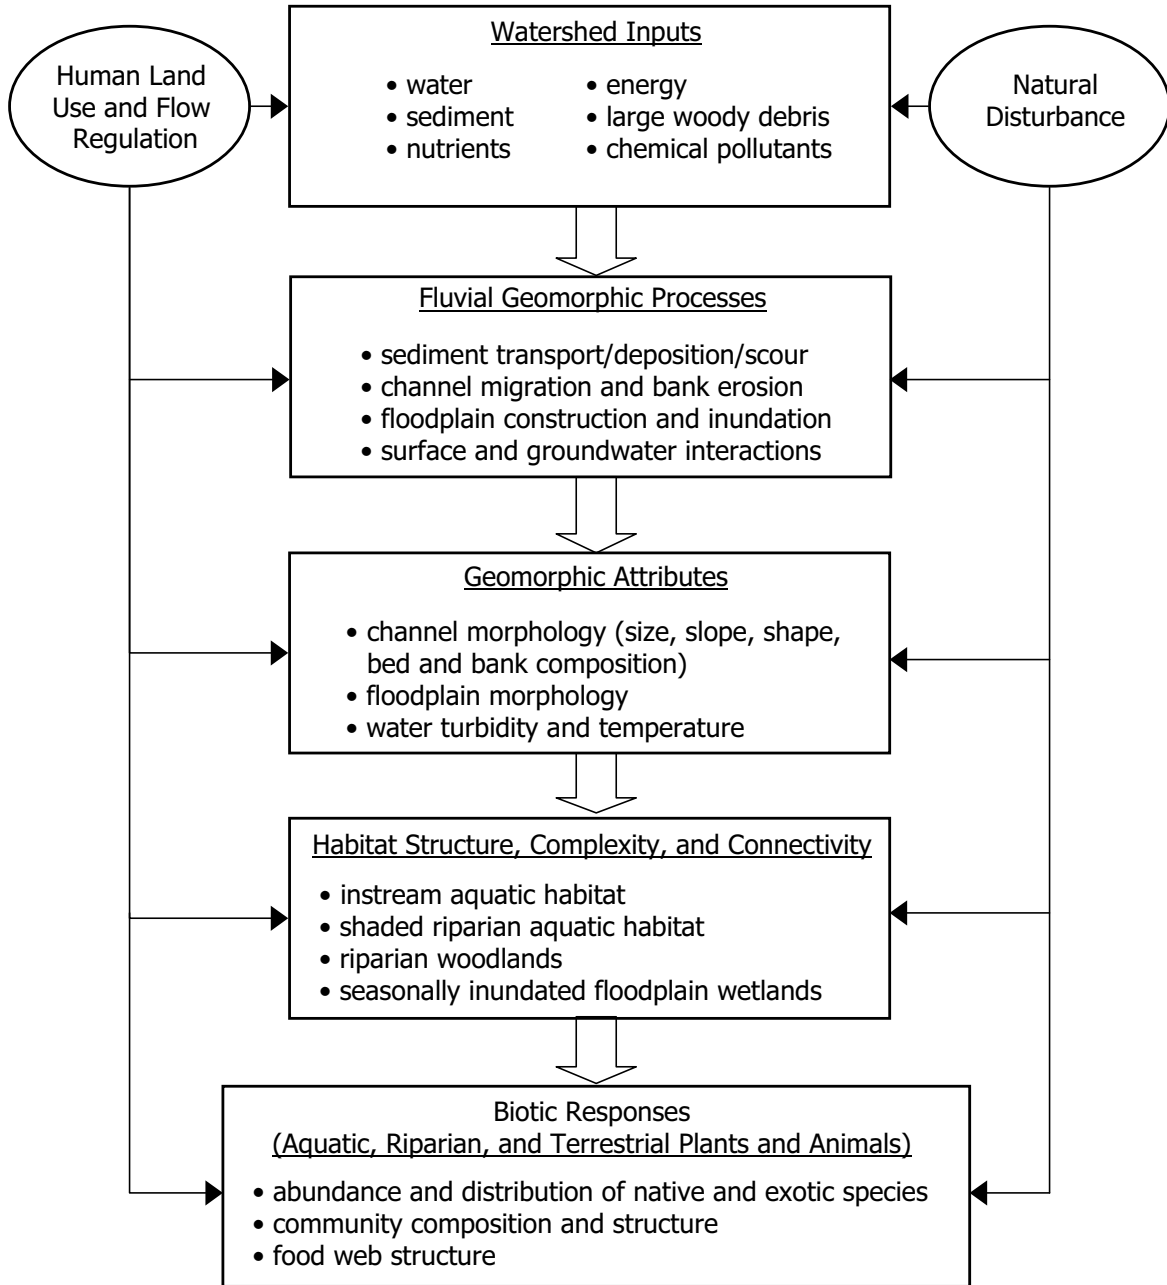 Human Land
Use and Flow
Regulation
Watershed Inputs
• water
• sediment
• nutrients
• energy
• large woody debris
• chemical pollutants
Natural
Disturbance
Fluvial Geomorphic Processes
• sediment transport/deposition/scour
• channel migration and bank erosion
• floodplain construction and inundation
• surface and groundwater interactions
Geomorphic Attributes
• channel morphology (size, slope, shape,
bed and bank composition)
• floodplain morphology
• water turbidity and temperature
Habitat Structure, Complexity, and Connectivity
• instream aquatic habitat
• shaded riparian aquatic habitat
• riparian woodlands
• seasonally inundated floodplain wetlands
Biotic Responses
(Aquatic, Riparian, and Terrestrial Plants and Animals)
• abundance and distribution of native and exotic species
• community composition and structure
• food web structure